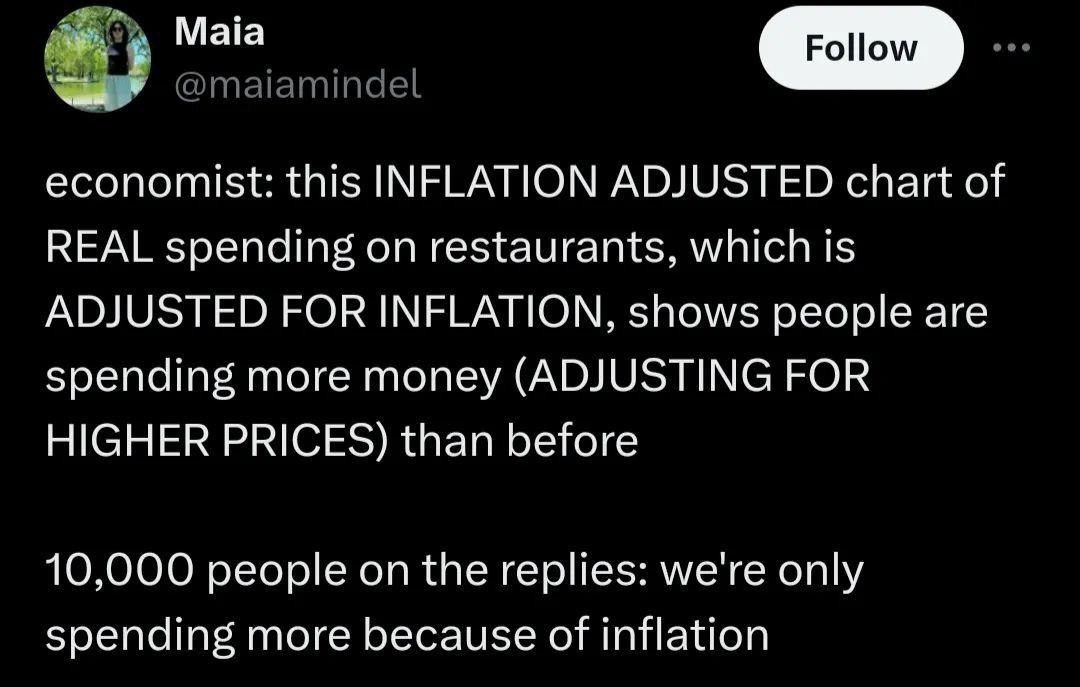 Maia
@maiamindel
Follow
economist: this INFLATION ADJUSTED chart of
REAL spending on restaurants, which is
ADJUSTED FOR INFLATION, shows people are
spending more money (ADJUSTING FOR
HIGHER PRICES) than before
10,000 people on the replies: we're only
spending more because of inflation